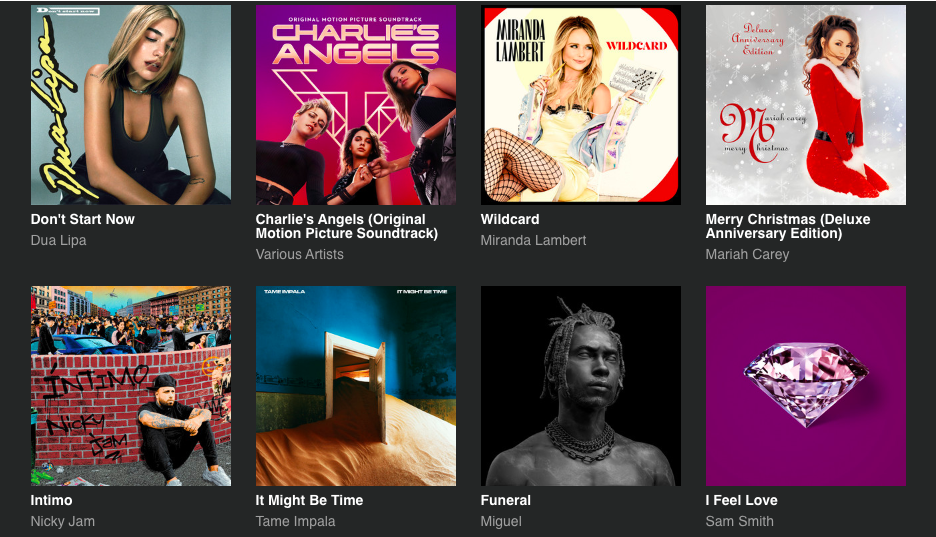 Don't start now
Dua Lipa
ORIGINAL MOTION PICTURE SOUNDTRACK
CHARLIE'S
ANGELS
MIRANDA
LAMBERT
WILDCARD
Deluxe
Anniversary
Edition
Mariah carey
merry Christmas
Don't Start Now
Dua Lipa
Charlie's Angels (Original
Motion Picture Soundtrack)
Various Artists
Wildcard
Miranda Lambert
Merry Christmas (Deluxe
Anniversary Edition)
Mariah Carey
ÍNTIMO
Nicky
Jam
TAME IMPALA
IT MIGHT BE TIME
Intimo
Nicky Jam
It Might Be Time
Tame Impala
Funeral
Miguel
I Feel Love
Sam Smith